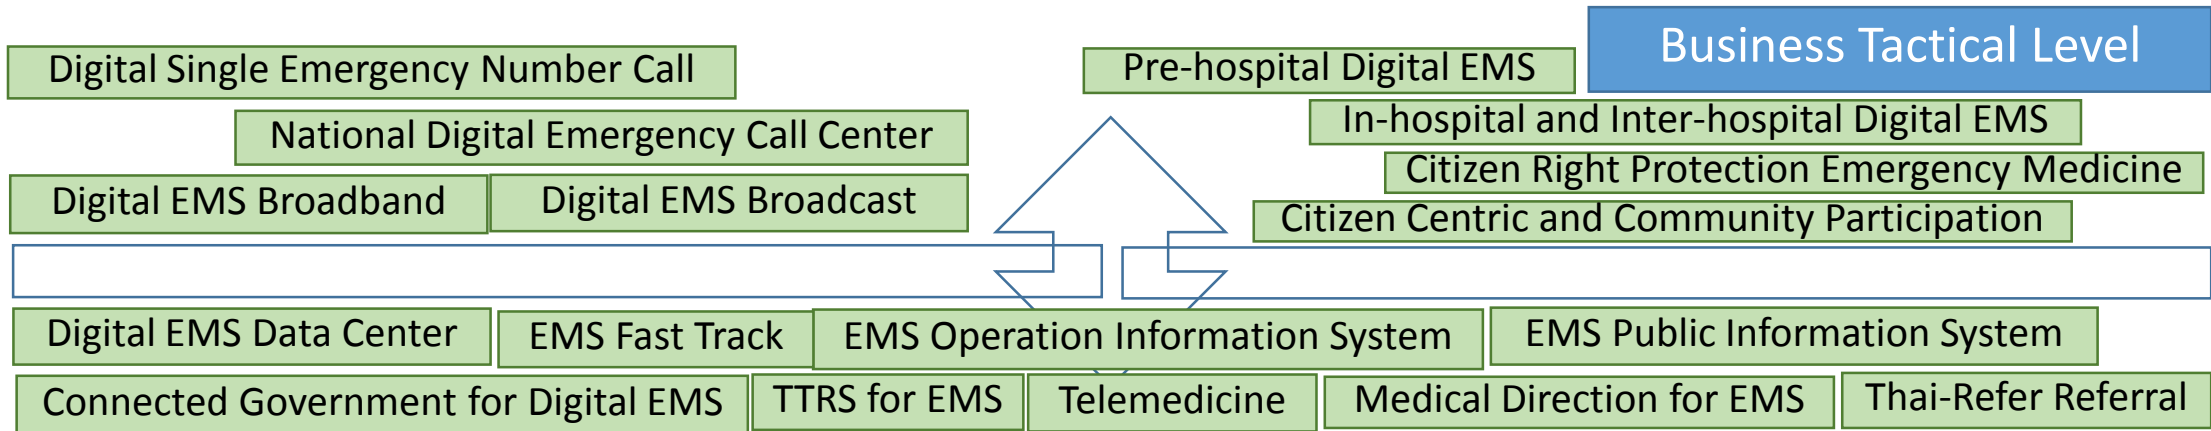 Business Tactical Level
Digital Single Emergency Number Call
Pre-hospital Digital EMS
National Digital Emergency Call Center
In-hospital and Inter-hospital Digital EMS
Citizen Right Protection Emergency Medicine
Digital EMS Broadband
Digital EMS Broadcast
Citizen Centric and Community Participation
Digital EMS Data Center
EMS Fast Track
EMS Operation Information System
EMS Public Information System
Connected Government for Digital EMS
TTRS for EMS
Telemedicine
Medical Direction for EMS
Thai-Refer Referral